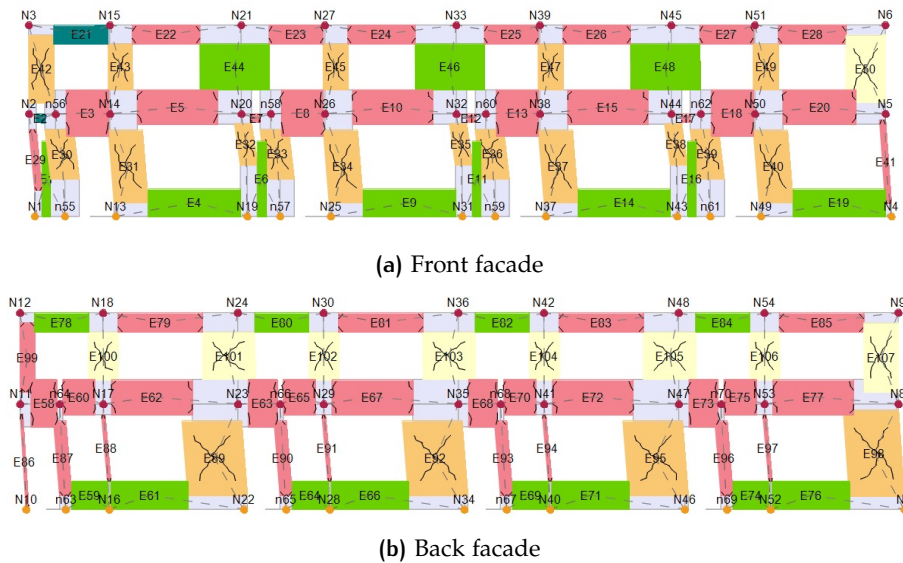 N3 N15 N21 N27 N33 N39 N45 N51 N6
E21 E22 E23 E24 E25 E26 E27 E28
E42 E43 E44 E45 E46 E47 E48 E49 E50
N2 n56 N14 N20 n58 N26 N32 n60 N38 N44 n62 N50 N5
E3 E5 E7 E8 E10 E12 E13 E15 E17 E18 E20
E29 E30 E31 E32 E33 E34 E35 E36 E37 E38 E39 E40 E41
E4 E6 E9 E11 E14 E16 E19
N1 n55 N13 N19 n57 N25 N31 n59 N37 N43 n61 N49 N4
(a) Front facade
N12 N18 N24 N30 N36 N42 N48 N54 N9
E78 E79 E80 E81 E82 E83 E84 E85
E99 E100 E101 E102 E103 E104 E105 E106 E107
N11 n64 N17 N23 n66 N29 N35 n68 N41 N47 n70 N53 N8
E58 E60 E62 E63 E65 E67 E68 E70 E72 E73 E75 E77
E86 E87 E88 E89 E90 E91 E92 E93 E94 E95 E96 E97 E98
E59 E61 E64 E66 E69 E71 E74 E76
N10 n63 N16 N22 n65 N28 N34 n67 N40 N46 n69 N52
(b) Back facade